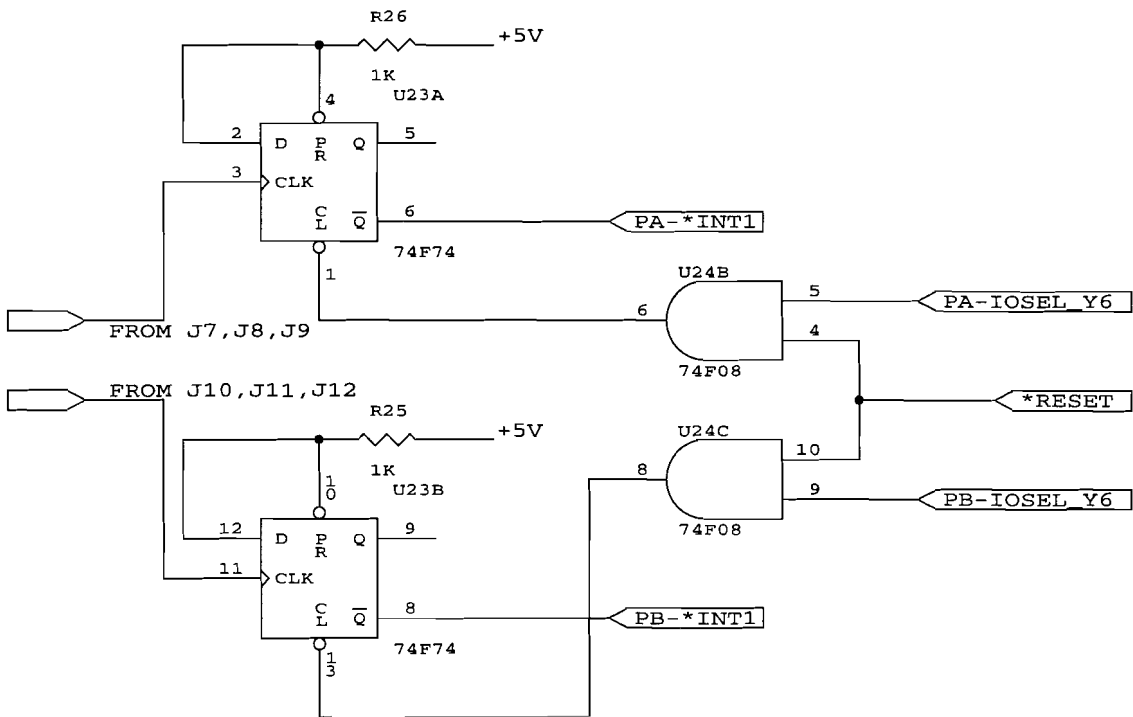 R26
+5V
1K
U23A
4
2
D
P
R
Q
5
3
CLK
C
L
Q
6
PA-*INT1
74F74
1
U24B
5
PA-IOSEL_Y6
6
4
FROM J7,J8,J9
74F08
FROM J10,J11,J12
*RESET
R25
+5V
U24C
10
1K
U23B
8
9
PB-IOSEL_Y6
1
0
74F08
12
D
P
R
Q
9
11
CLK
C
L
Q
8
PB-*INT1
74F74
1
3